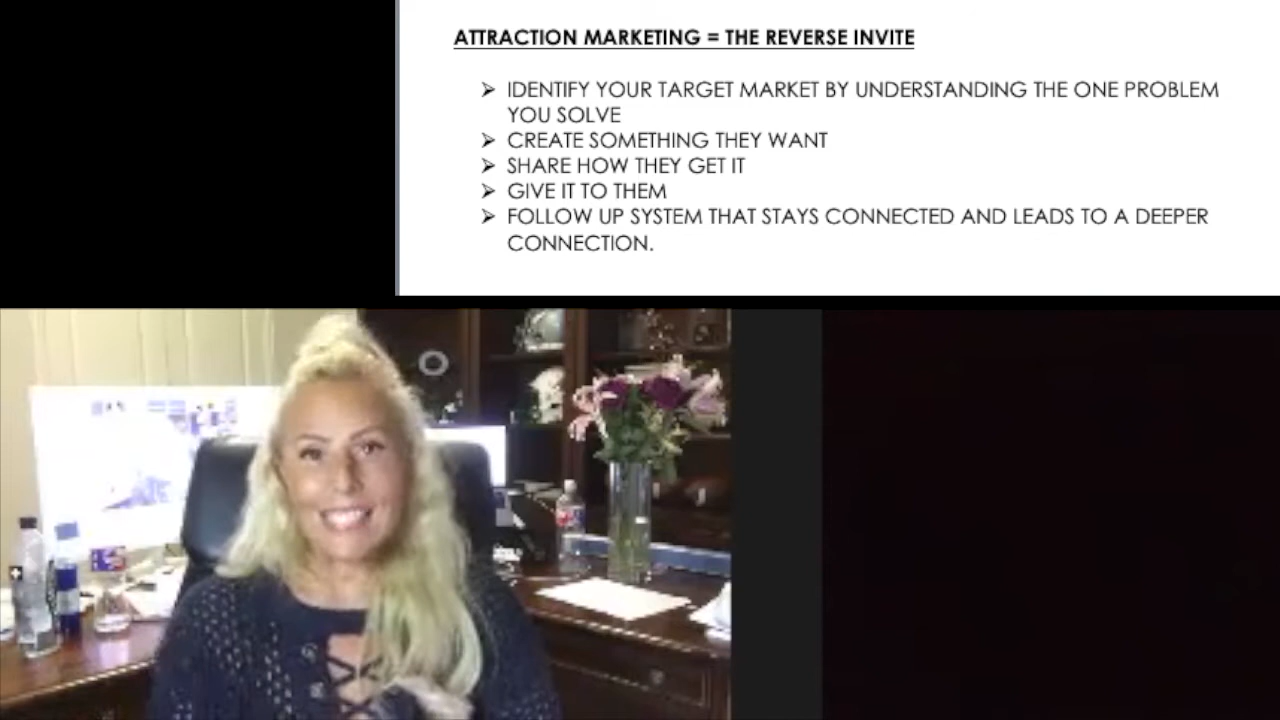 ATTRACTION MARKETING = THE REVERSE INVITE
➢ IDENTIFY YOUR TARGET MARKET BY UNDERSTANDING THE ONE PROBLEM
YOU SOLVE
➢ CREATE SOMETHING THEY WANT
➢ SHARE HOW THEY GET IT
➢ GIVE IT TO THEM
➢ FOLLOW UP SYSTEM THAT STAYS CONNECTED AND LEADS TO A DEEPER
CONNECTION.